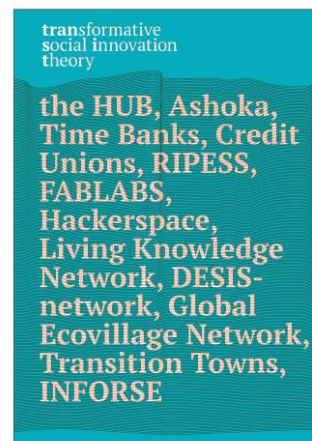 transformative
social innovation
theory
the HUB, Ashoka,
Time Banks, Credit
Unions, RIPESS,
FABLABS,
Hackerspace,
Living Knowledge
Network, DESIS-
network, Global
Ecovillage Network,
Transition Towns,
INFORSE